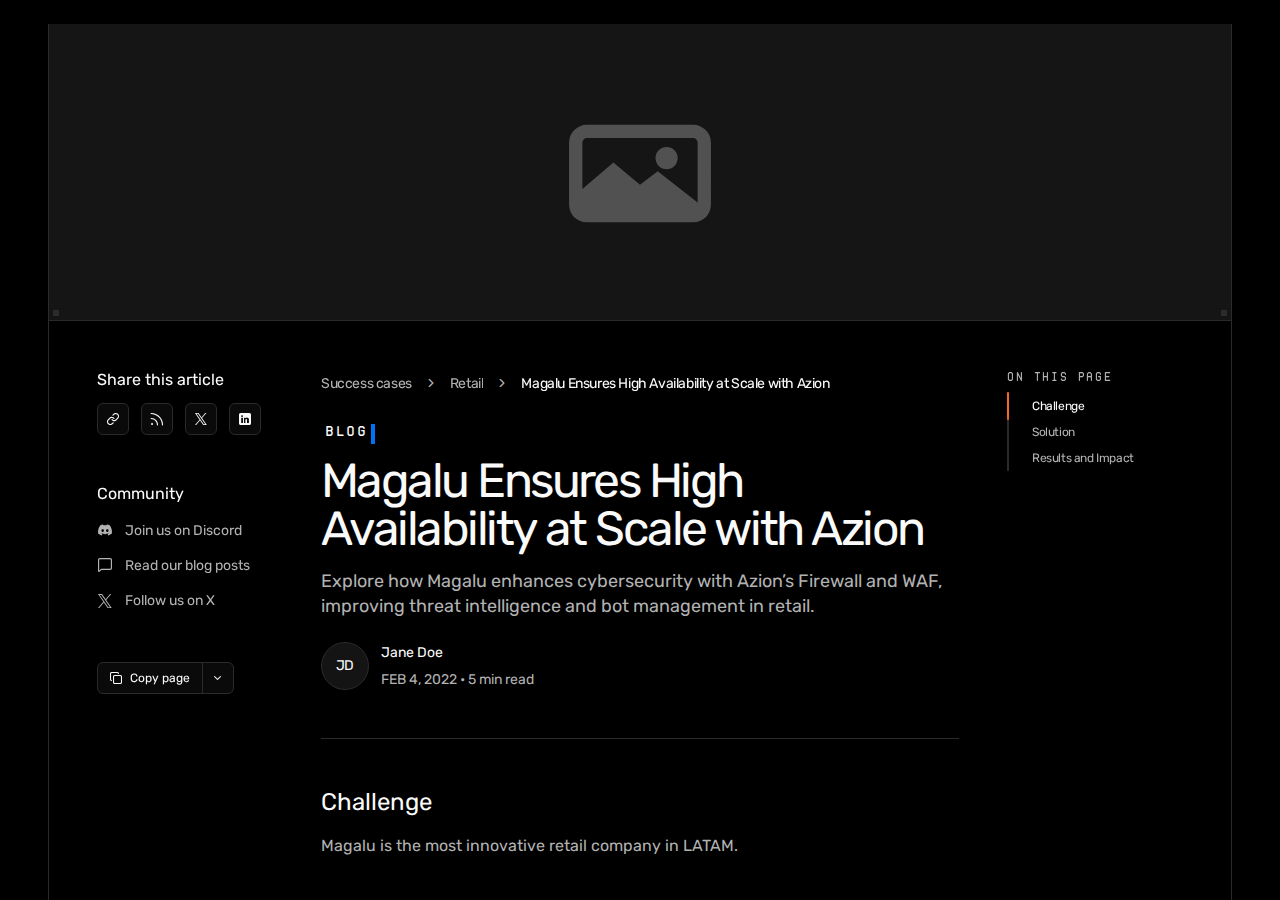 Share this article
Community
Join us on Discord
Read our blog posts
Follow us on X
Copy page
Success cases > Retail > Magalu Ensures High Availability at Scale with Azion
BLOG
Magalu Ensures High
Availability at Scale with Azion
Explore how Magalu enhances cybersecurity with Azion’s Firewall and WAF,
improving threat intelligence and bot management in retail.
JD
Jane Doe
FEB 4, 2022 • 5 min read
Challenge
Magalu is the most innovative retail company in LATAM.
ON THIS PAGE
Challenge
Solution
Results and Impact